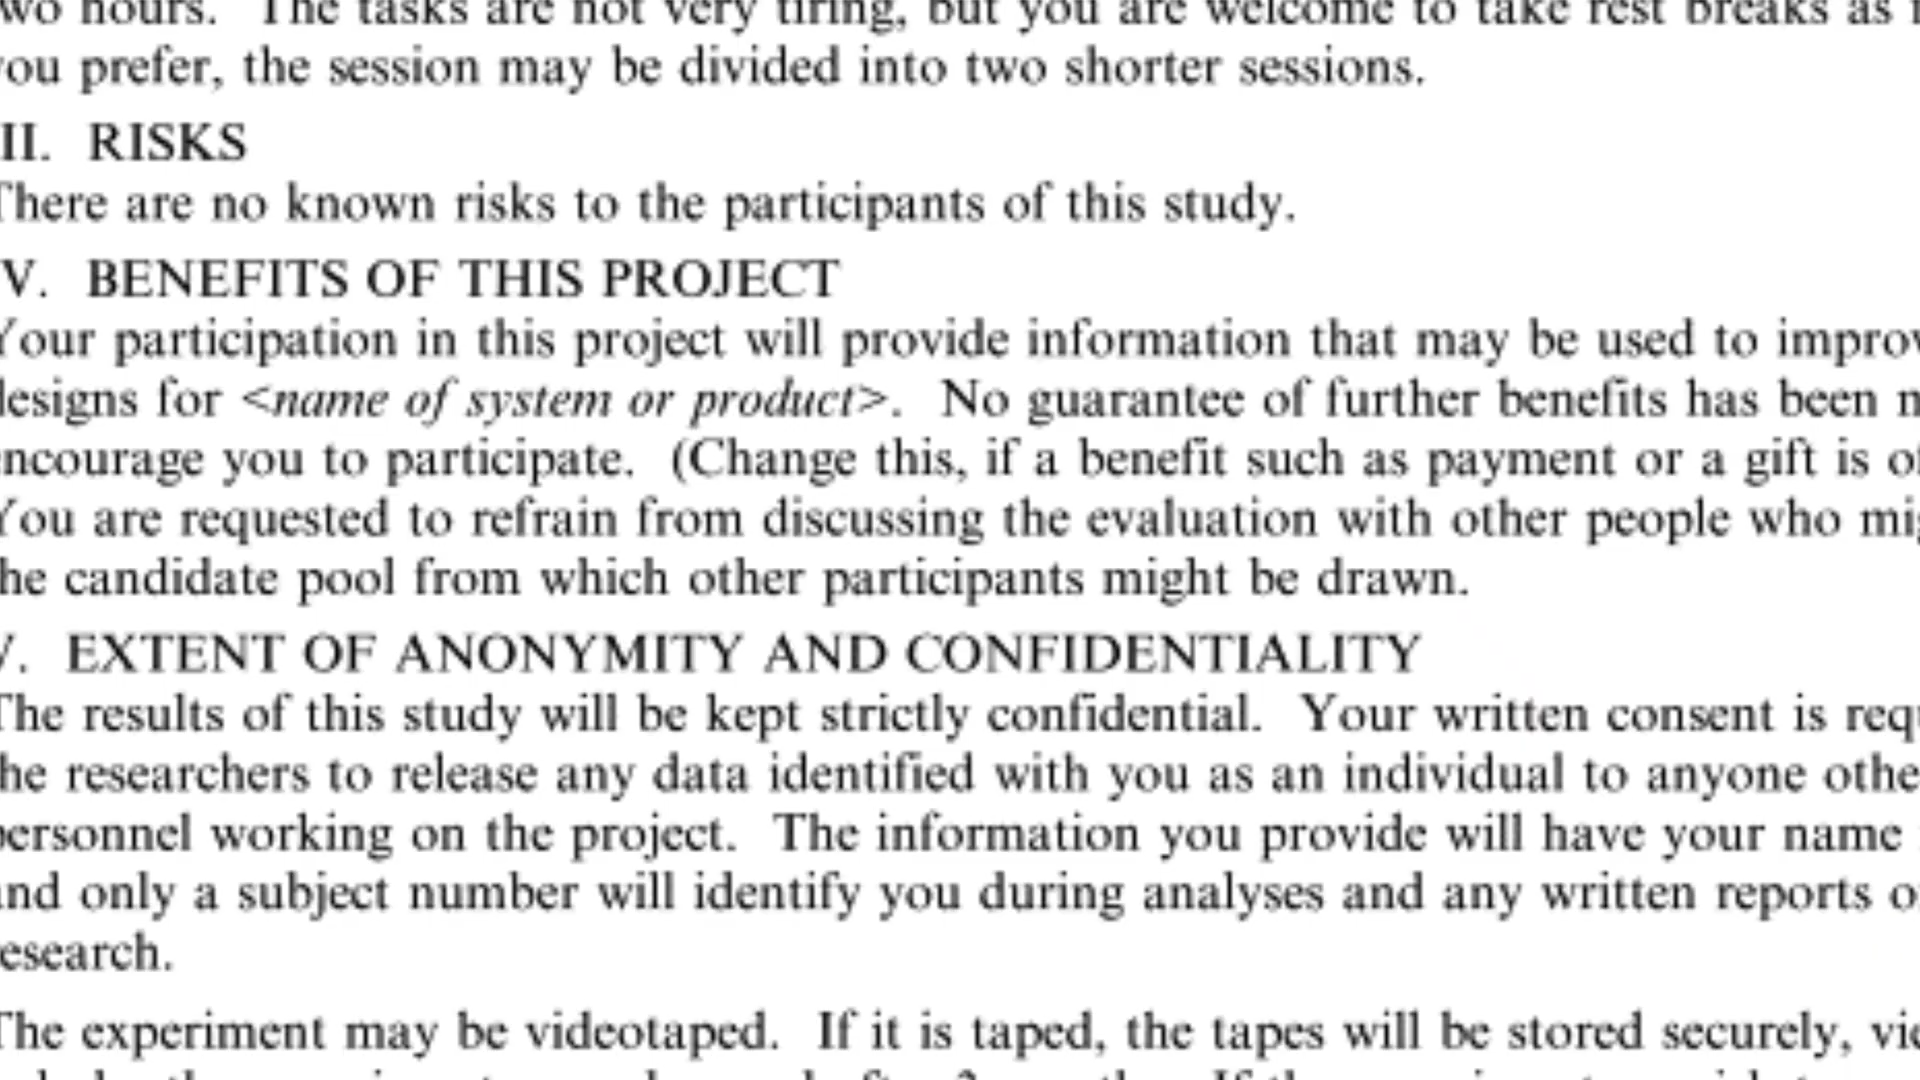 wo hours. The tasks are not very tiring, but you are welcome to take rest breaks as
ou prefer, the session may be divided into two shorter sessions.
II. RISKS
There are no known risks to the participants of this study.
V. BENEFITS OF THIS PROJECT
Your participation in this project will provide information that may be used to improv
designs for <name of system or product>. No guarantee of further benefits has been
ncourage you to participate. (Change this, if a benefit such as payment or a gift is of
You are requested to refrain from discussing the evaluation with other people who mig
he candidate pool from which other participants might be drawn.
V. EXTENT OF ANONYMITY AND CONFIDENTIALITY
The results of this study will be kept strictly confidential. Your written consent is requ
he researchers to release any data identified with you as an individual to anyone othe
personnel working on the project. The information you provide will have your name
and only a subject number will identify you during analyses and any written reports o
esearch.
The experiment may be videotaped. If it is taped, the tapes will be stored securely, vie